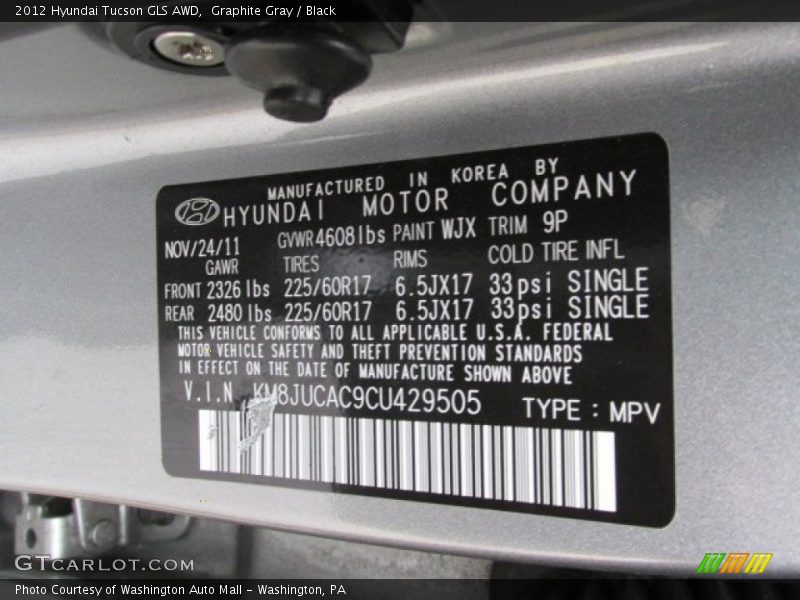 2012 Hyundai Tucson GLS AWD,  Graphite Gray / Black
MANUFACTURED IN KOREA BY
HYUNDAI MOTOR COMPANY
NOV/24/11 GVWR 4608 lbs PAINT WJX TRIM 9P
GAWR TIRES RIMS COLD TIRE INFL
FRONT 2326 lbs 225/60R17 6.5JX17 33 psi SINGLE
REAR 2480 lbs 225/60R17 6.5JX17 33 psi SINGLE
THIS VEHICLE CONFORMS TO ALL APPLICABLE U.S.A. FEDERAL
MOTOR VEHICLE SAFETY AND THEFT PREVENTION STANDARDS
IN EFFECT ON THE DATE OF MANUFACTURE SHOWN ABOVE
V.I.N KM8JUCAC9CU429505 TYPE : MPV
GTCARLOT.COM
Photo Courtesy of Washington Auto Mall - Washington, PA